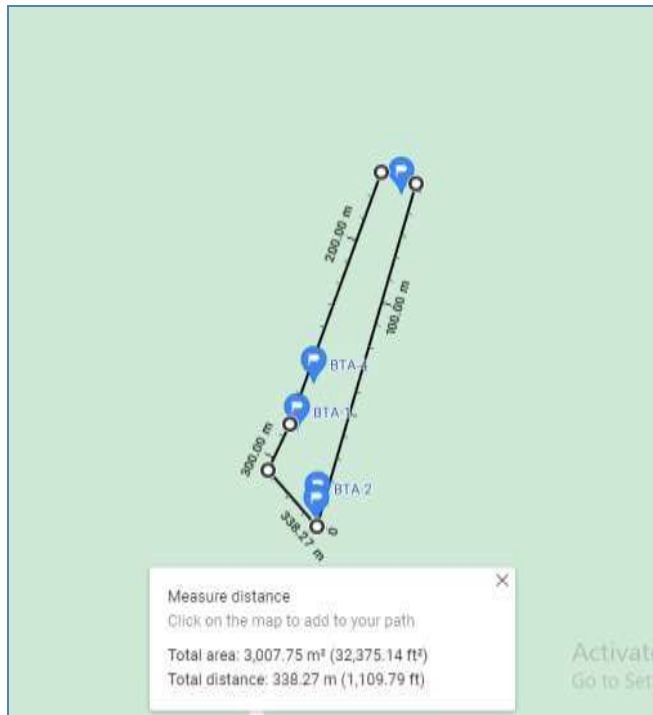 200.00 m
100.00 m
BTA-4
BTA-1
300.00 m
BTA-2
0
338.27 m
Measure distance
Click on the map to add to your path
Total area: 3,007.75 m² (32,375.14 ft²)
Total distance: 338.27 m (1,109.79 ft)
Activate
Go to Set